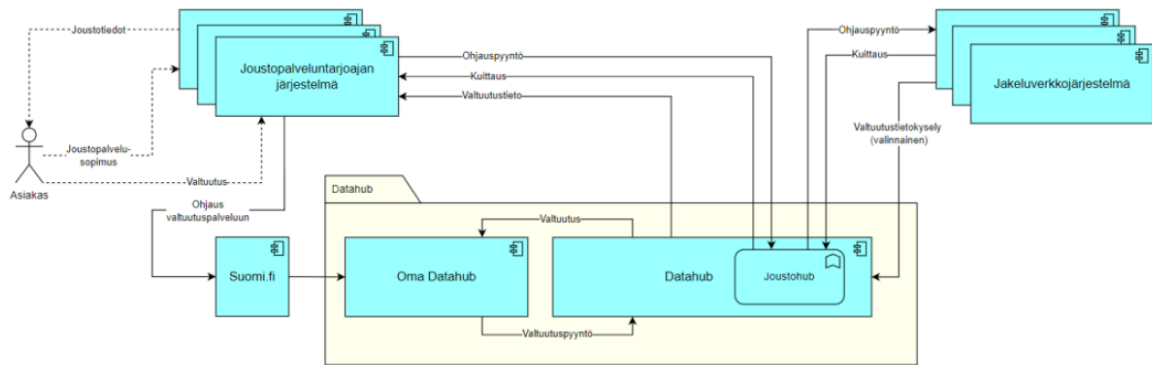 Joustotiedot
Joustopalveluntarjoajan
järjestelmä
Ohjauspyyntö
Kuittaus
Valtuutustieto
Ohjauspyyntö
Kuittaus
Jakeluverkkojärjestelmä
Valtuutustietokysely
(valinnainen)
Joustopalvelu-
sopimus
Asiakas
Valtuutus
Ohjaus
valtuutuspalveluun
Datahub
Valtuutus
Suomi.fi
Oma Datahub
Datahub
Joustohub
Valtuutuspyyntö